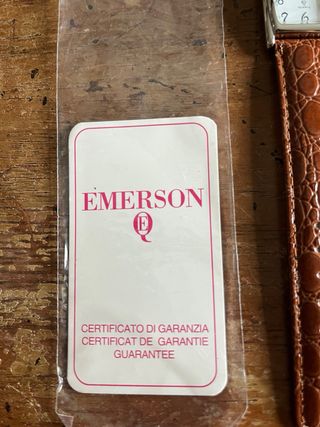 EMERSON
EQ
CERTIFICATO DI GARANZIA
CERTIFICAT DE GARANTIE
GUARANTEE